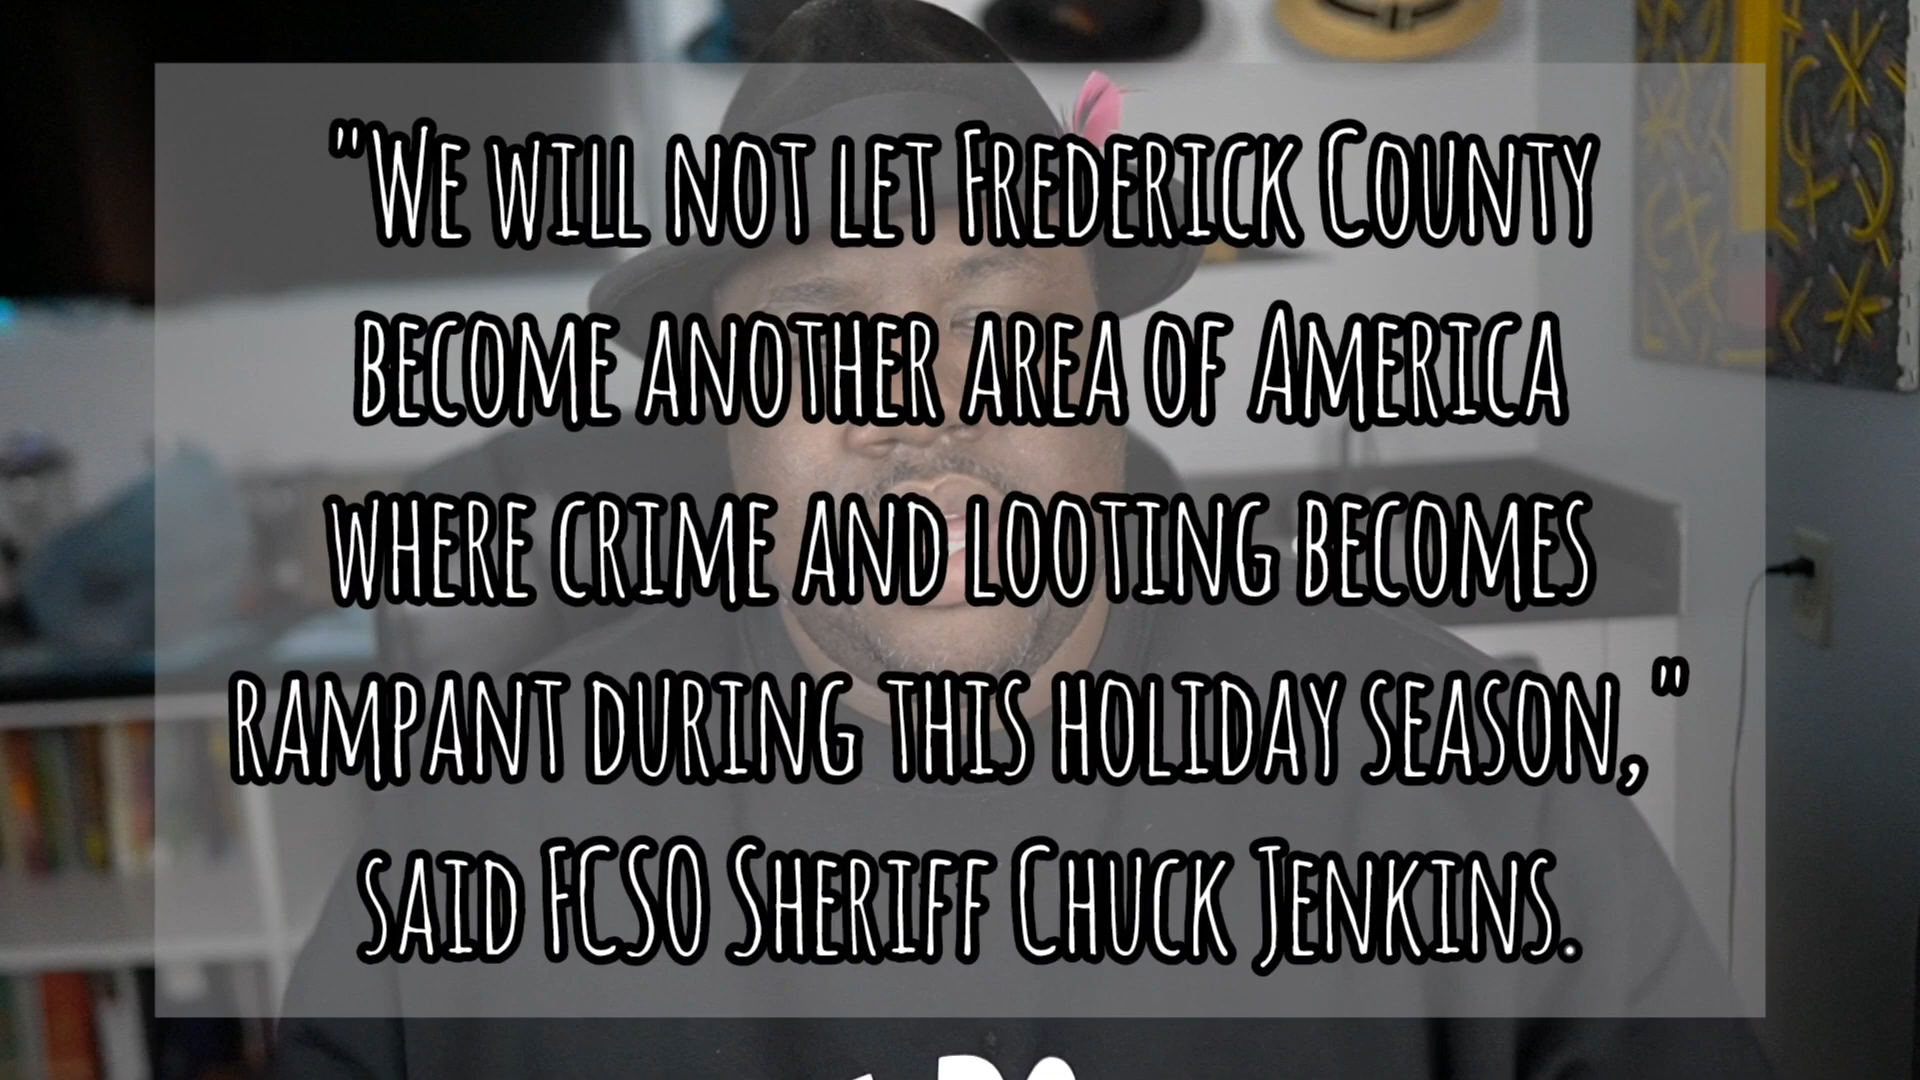 "We will not let Frederick County
become another area of America
where crime and looting becomes
rampant during this holiday season,"
said FCSO Sheriff Chuck Jenkins.